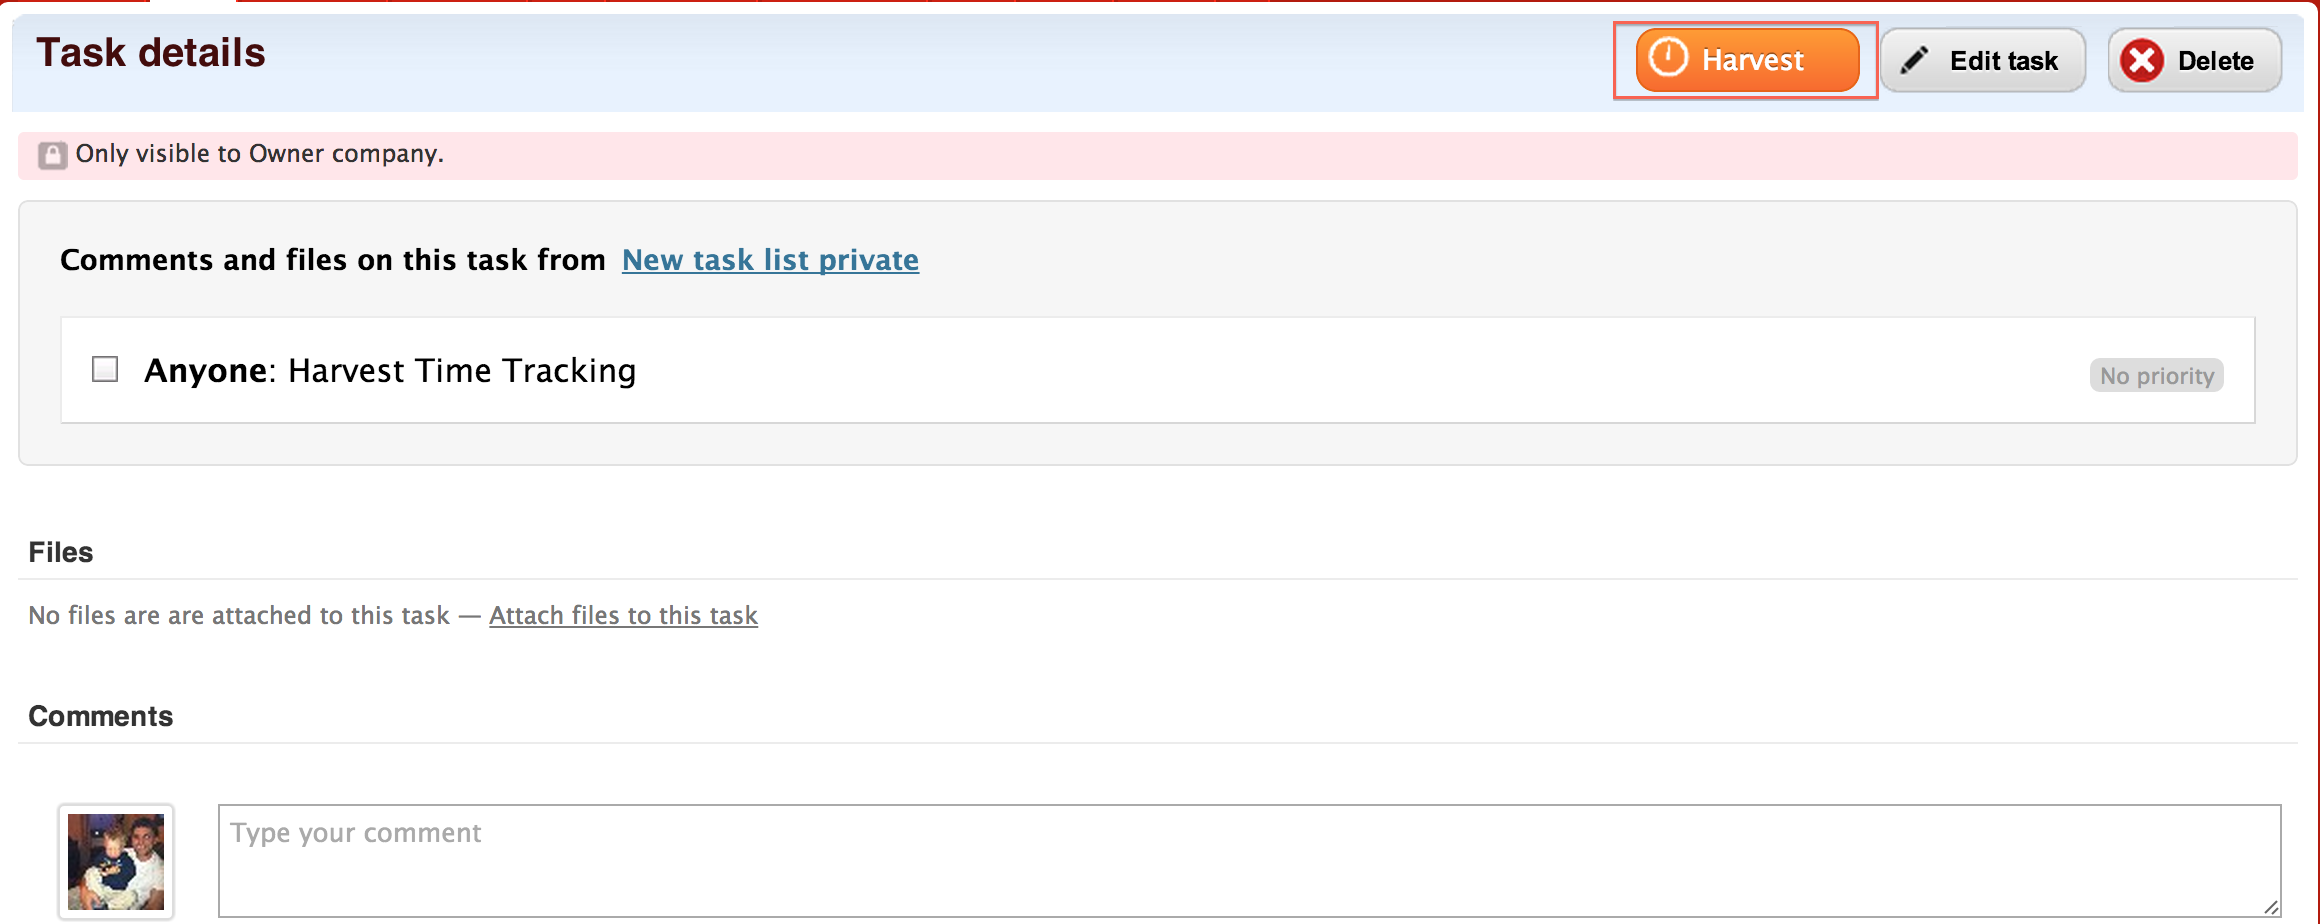 Task details
Harvest
Edit task
Delete
Only visible to Owner company.
Comments and files on this task from New task list private
Anyone: Harvest Time Tracking
No priority
Files
No files are are attached to this task — Attach files to this task
Comments
Type your comment